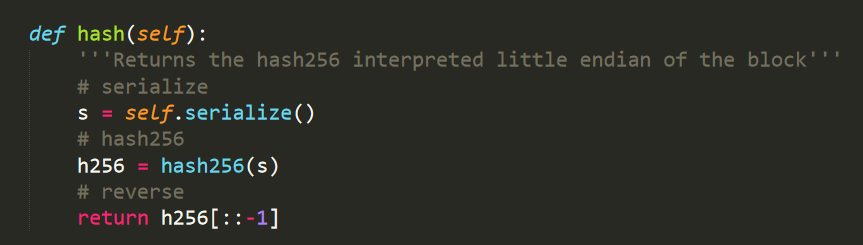 def hash(self):
    '''Returns the hash256 interpreted little endian of the block'''
    # serialize
    s = self.serialize()
    # hash256
    h256 = hash256(s)
    # reverse
    return h256[::-1]